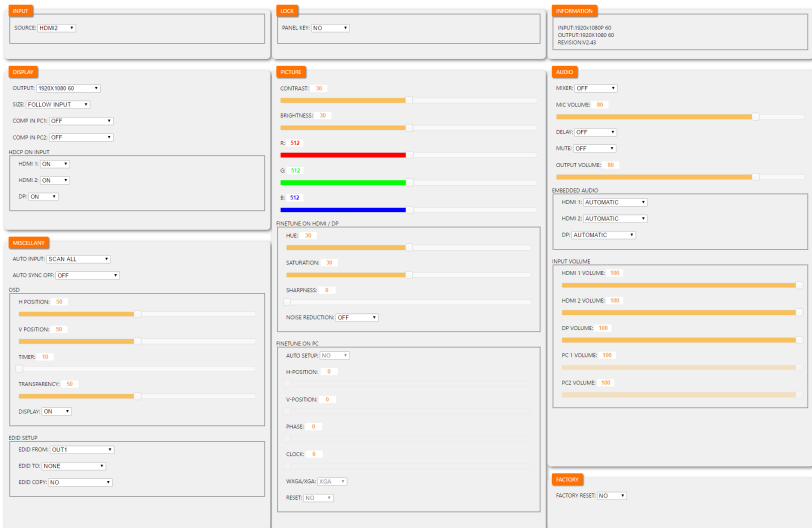 INPUT
SOURCE: HDMI2
DISPLAY
OUTPUT: 1920X1080 60
SIZE: FOLLOW INPUT
COMP IN PC1: OFF
COMP IN PC2: OFF
HDCP ON INPUT
HDMI 1: ON
HDMI 2: ON
DP: ON
MISCELLANY
AUTO INPUT: SCAN ALL
AUTO SYNC OFF: OFF
OSD
H POSITION: 50
V POSITION: 50
TIMER: 10
TRANSPARENCY: 50
DISPLAY: ON
EDID SETUP
EDID FROM: OUT1
EDID TO: NONE
EDID COPY: NO
LOCK
PANEL KEY: NO
PICTURE
CONTRAST: 30
BRIGHTNESS: 30
R: 512
G: 512
B: 512
FINETUNE ON HDMI / DP
HUE: 30
SATURATION: 30
SHARPNESS: 0
NOISE REDUCTION: OFF
FINETUNE ON PC
AUTO SETUP: NO
H-POSITION: 0
V-POSITION: 0
PHASE: 0
CLOCK: 0
WXGA/XGA: XGA
RESET: NO
INFORMATION
INPUT:1920x1080P 60
OUTPUT:1920X1080 60
REVISION:V2.43
AUDIO
MIXER: OFF
MIC VOLUME: 80
DELAY: OFF
MUTE: OFF
OUTPUT VOLUME: 80
EMBEDDED AUDIO
HDMI 1: AUTOMATIC
HDMI 2: AUTOMATIC
DP: AUTOMATIC
INPUT VOLUME
HDMI 1 VOLUME: 100
HDMI 2 VOLUME: 100
DP VOLUME: 100
PC 1 VOLUME: 100
PC2 VOLUME: 100
FACTORY
FACTORY RESET: NO